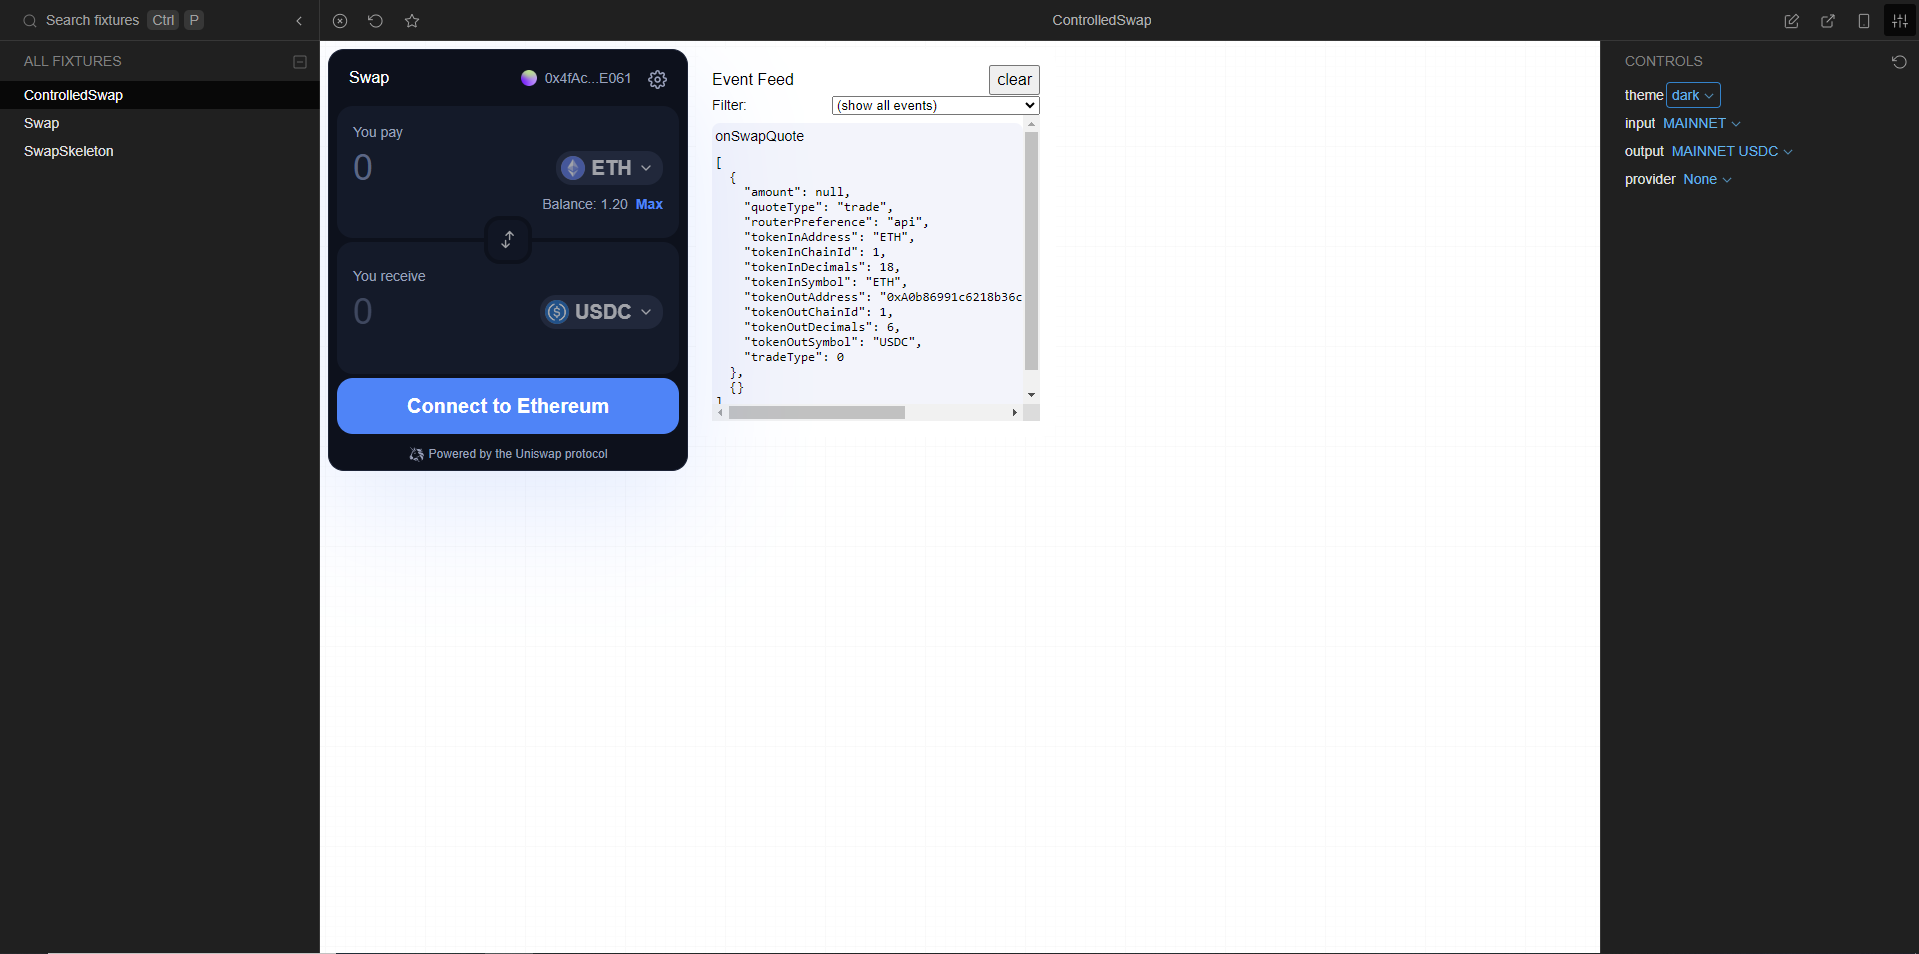 Search fixtures Ctrl P
ControlledSwap
ALL FIXTURES
ControlledSwap
Swap
SwapSkeleton
Swap 0x4fAc...E061
You pay
0 ETH
Balance: 1.20 Max
You receive
0 USDC
Connect to Ethereum
Powered by the Uniswap protocol
Event Feed clear
Filter: (show all events)
onSwapQuote
[
{
"amount": null,
"quoteType": "trade",
"routerPreference": "api",
"tokenInAddress": "ETH",
"tokenInChainId": 1,
"tokenInDecimals": 18,
"tokenInSymbol": "ETH",
"tokenOutAddress": "0xA0b86991c6218b36c
"tokenOutChainId": 1,
"tokenOutDecimals": 6,
"tokenOutSymbol": "USDC",
"tradeType": 0
},
{}
]
CONTROLS
theme dark
input MAINNET
output MAINNET USDC
provider None